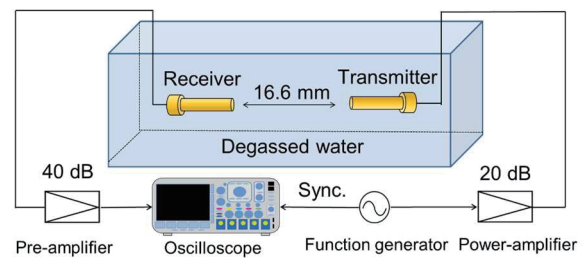 Receiver
Transmitter
16.6 mm
Degassed water
40 dB
Sync.
20 dB
Pre-amplifier
Oscilloscope
Function generator
Power-amplifier